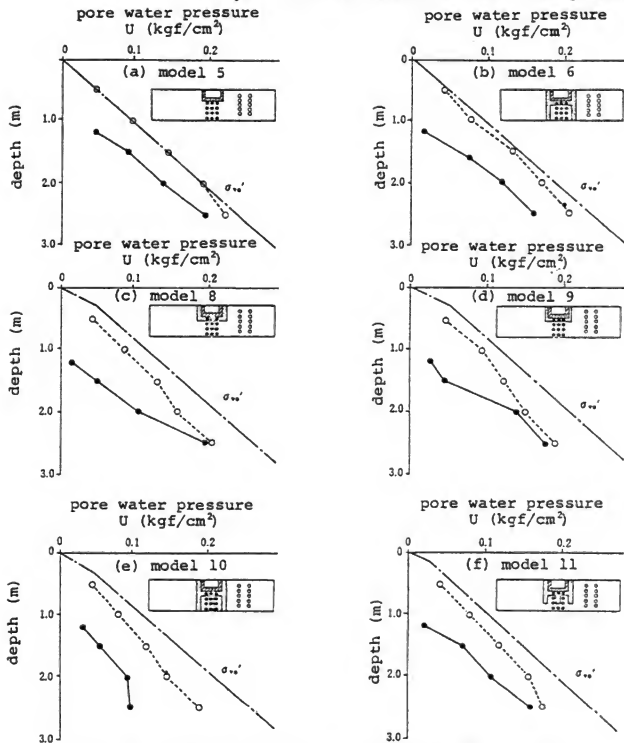 pore water pressure
U (kgf/cm²)
0 0.1 0.2
(a) model 5
depth (m)
1.0
2.0
3.0
σvo'
pore water pressure
U (kgf/cm²)
0 0.1 0.2
(b) model 6
depth (m)
1.0
2.0
3.0
σvo'
pore water pressure
U (kgf/cm²)
0 0.1 0.2
(c) model 8
depth (m)
1.0
2.0
3.0
σvo'
pore water pressure
U (kgf/cm²)
0 0.1 0.2
(d) model 9
depth (m)
1.0
2.0
3.0
σvo'
pore water pressure
U (kgf/cm²)
0 0.1 0.2
(e) model 10
depth (m)
1.0
2.0
3.0
σvo'
pore water pressure
U (kgf/cm²)
0 0.1 0.2
(f) model 11
depth (m)
1.0
2.0
3.0
σvo'